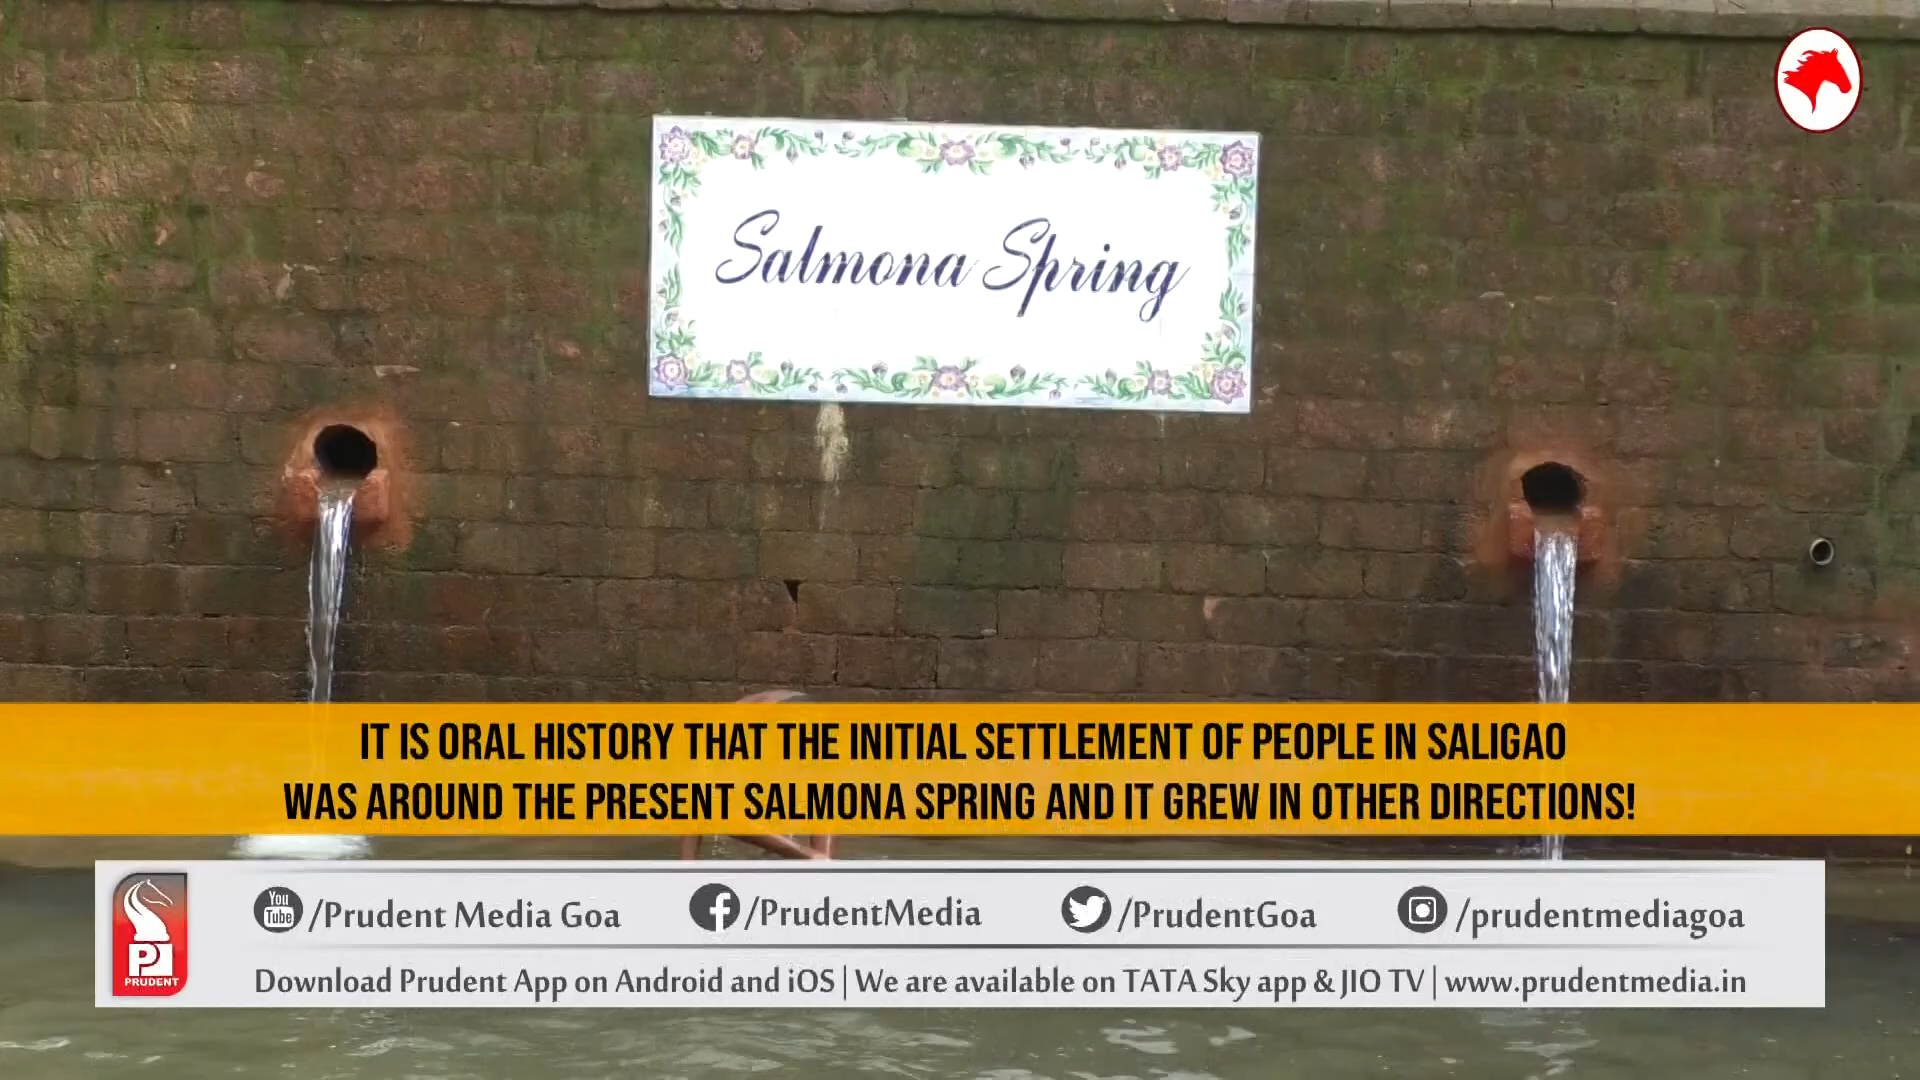 Salmona Spring
IT IS ORAL HISTORY THAT THE INITIAL SETTLEMENT OF PEOPLE IN SALIGAO
WAS AROUND THE PRESENT SALMONA SPRING AND IT GREW IN OTHER DIRECTIONS!
You Tube /Prudent Media Goa f /PrudentMedia /PrudentGoa /prudentmediagoa
PRUDENT
Download Prudent App on Android and iOS | We are available on TATA Sky app & JIO TV | www.prudentmedia.in